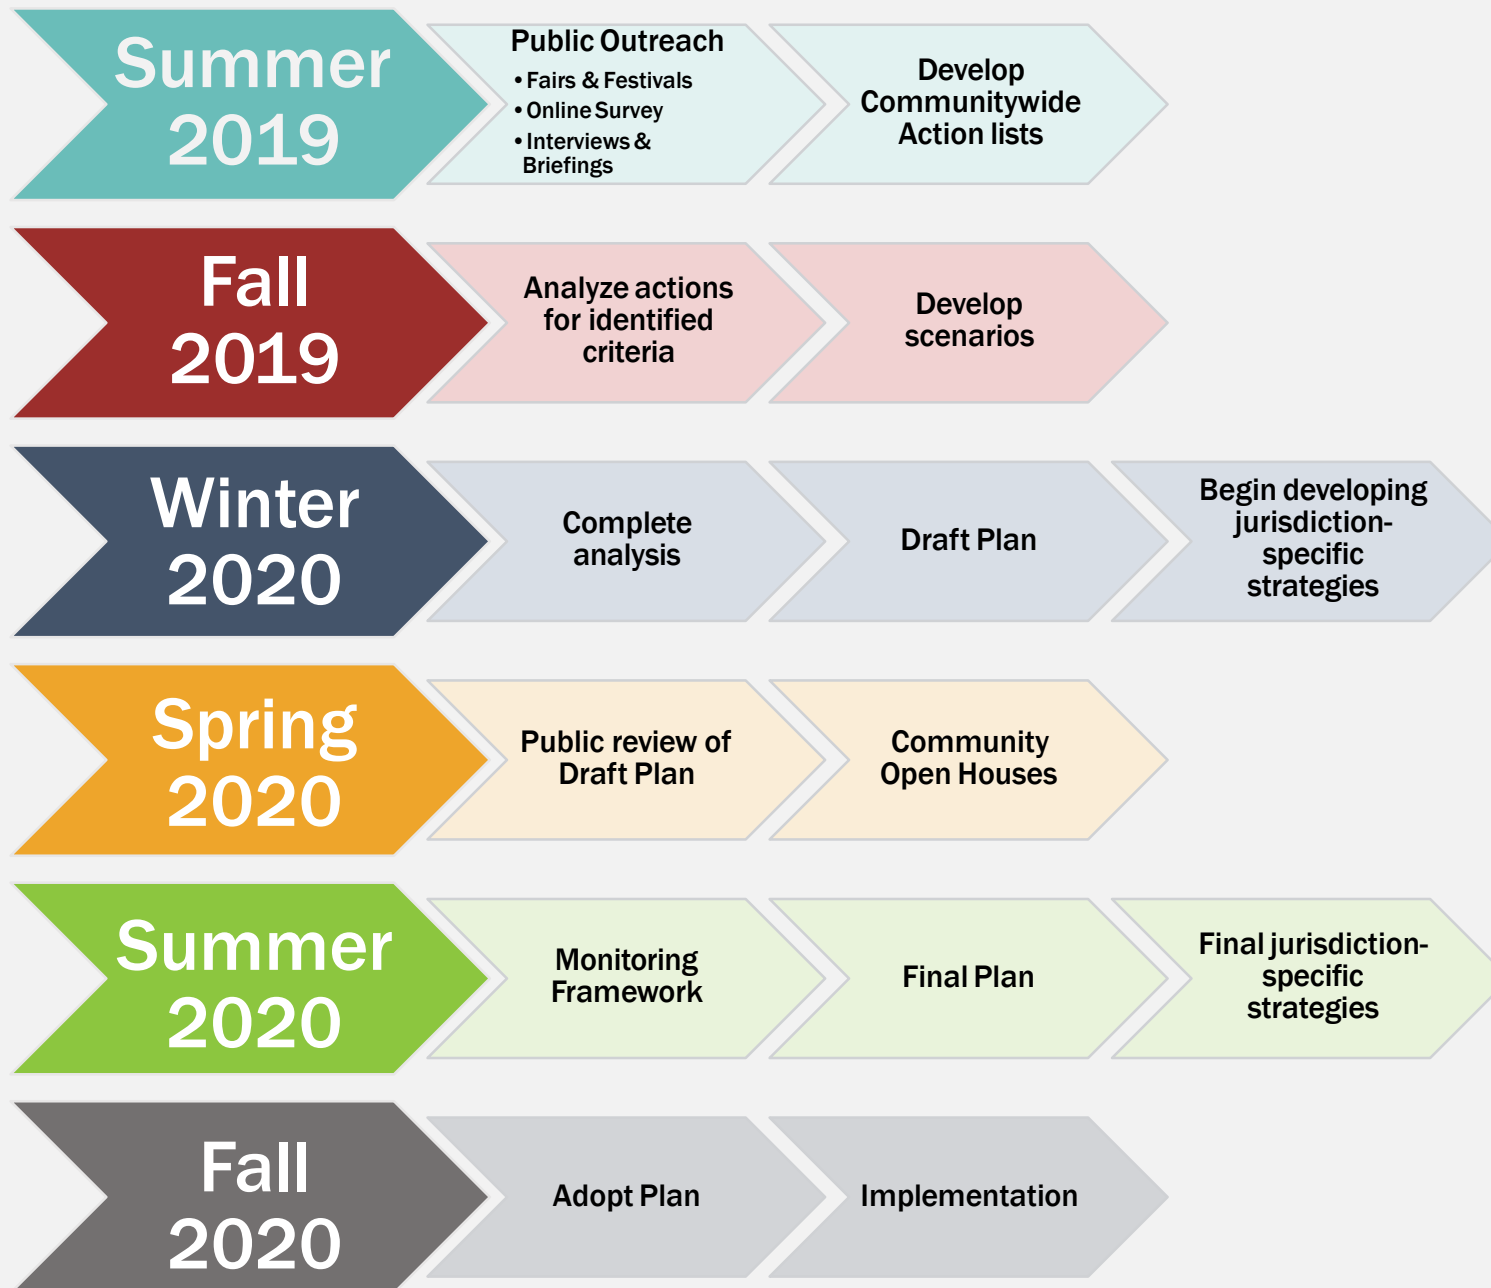 Summer
2019
Public Outreach
• Fairs & Festivals
• Online Survey
• Interviews &
Briefings
Develop
Communitywide
Action lists
Fall
2019
Analyze actions
for identified
criteria
Develop
scenarios
Winter
2020
Complete
analysis
Draft Plan
Begin developing
jurisdiction-
specific
strategies
Spring
2020
Public review of
Draft Plan
Community
Open Houses
Summer
2020
Monitoring
Framework
Final Plan
Final jurisdiction-
specific
strategies
Fall
2020
Adopt Plan
Implementation